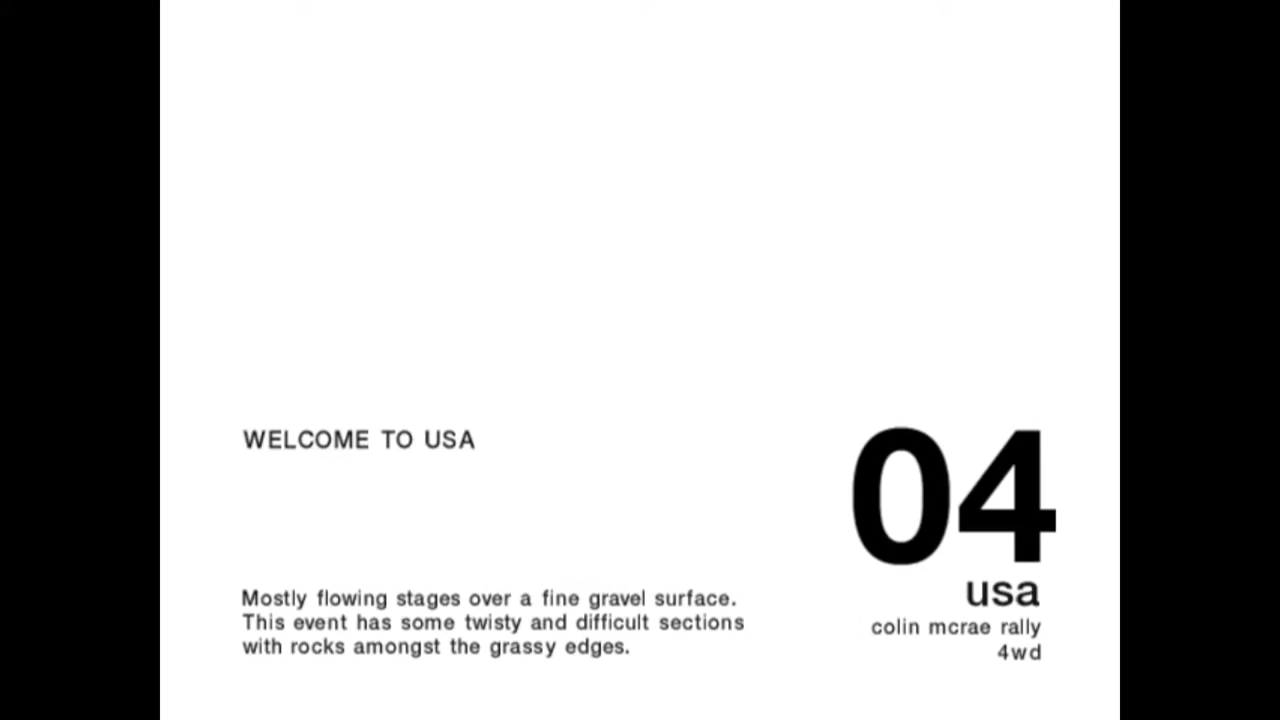 WELCOME TO USA
Mostly flowing stages over a fine gravel surface.
This event has some twisty and difficult sections
with rocks amongst the grassy edges.
04
usa
colin mcrae rally
4wd